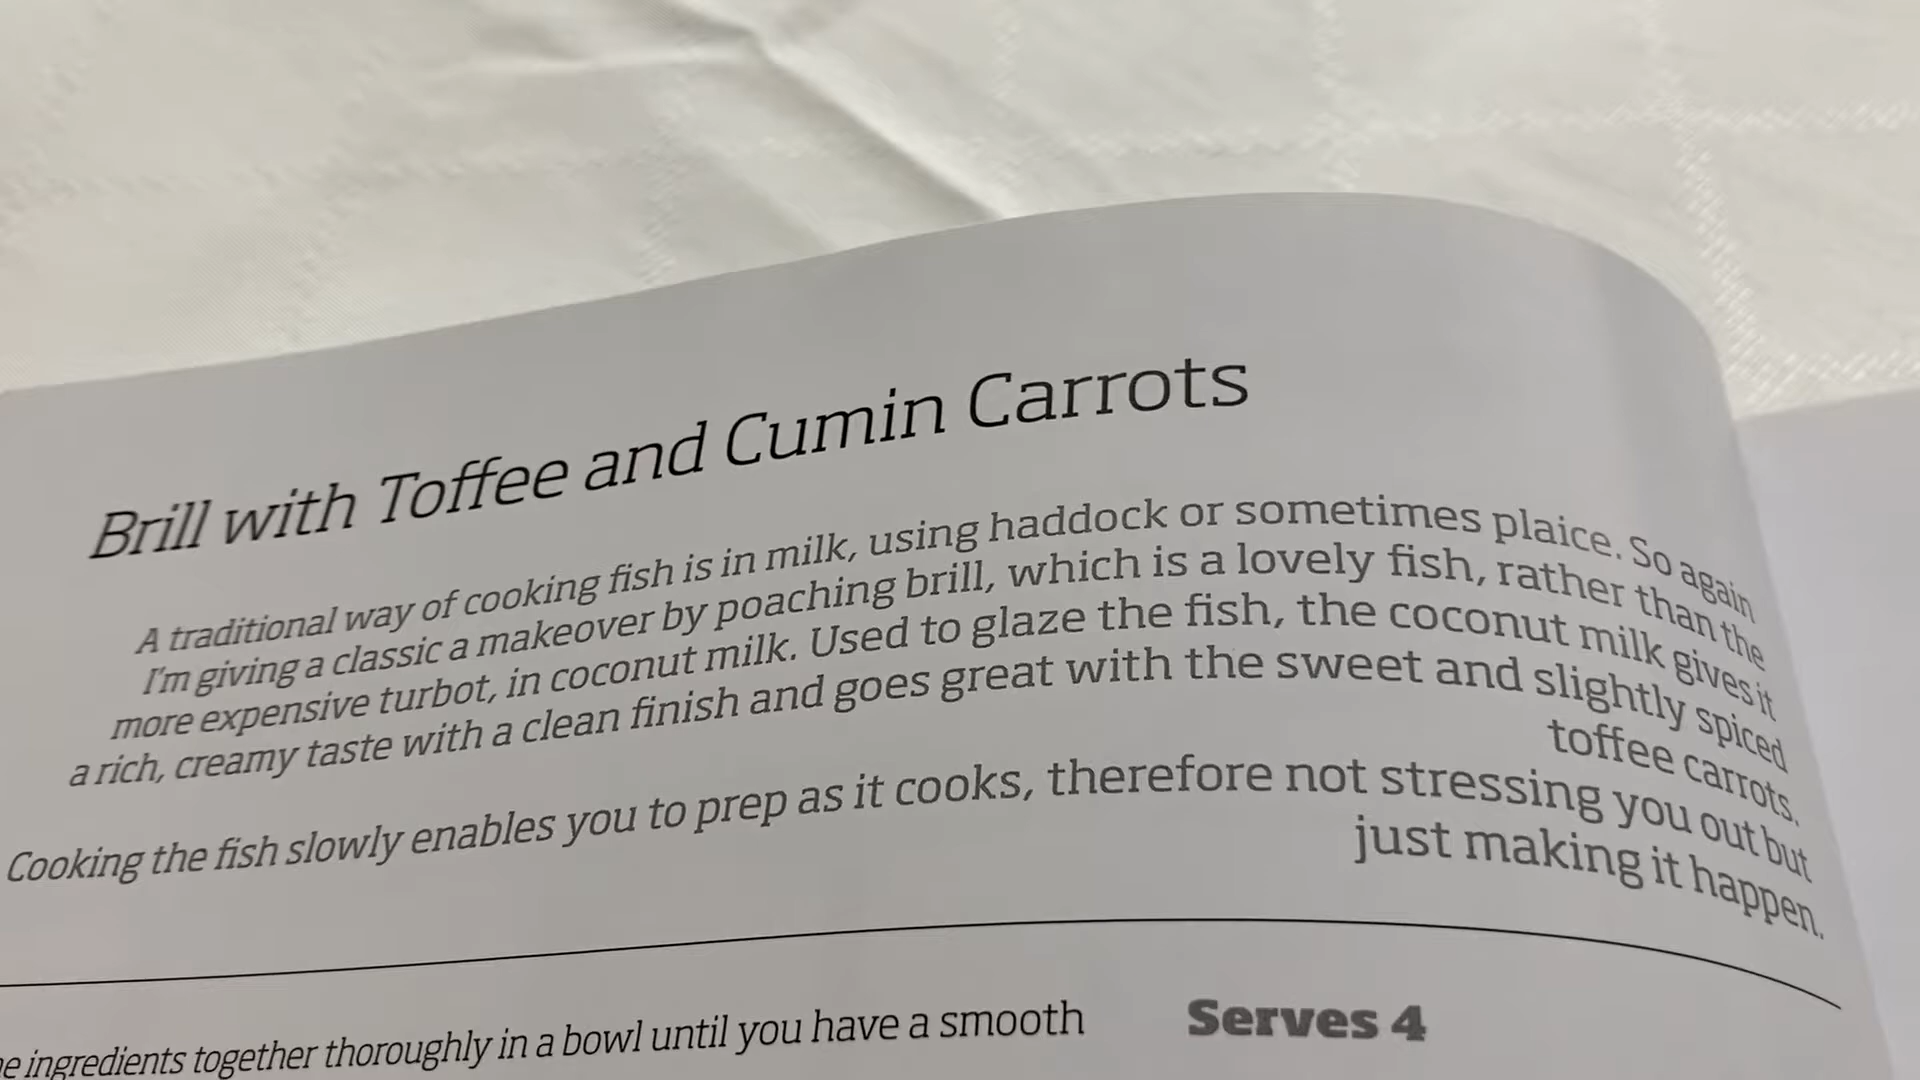 Brill with Toffee and Cumin Carrots
A traditional way of cooking fish is in milk, using haddock or sometimes plaice. So again
I'm giving a classic a makeover by poaching brill, which is a lovely fish, rather than the
more expensive turbot, in coconut milk. Used to glaze the fish, the coconut milk gives it
a rich, creamy taste with a clean finish and goes great with the sweet and slightly spiced
toffee carrots.
Cooking the fish slowly enables you to prep as it cooks, therefore not stressing you out but
just making it happen.
ingredients together thoroughly in a bowl until you have a smooth
Serves 4